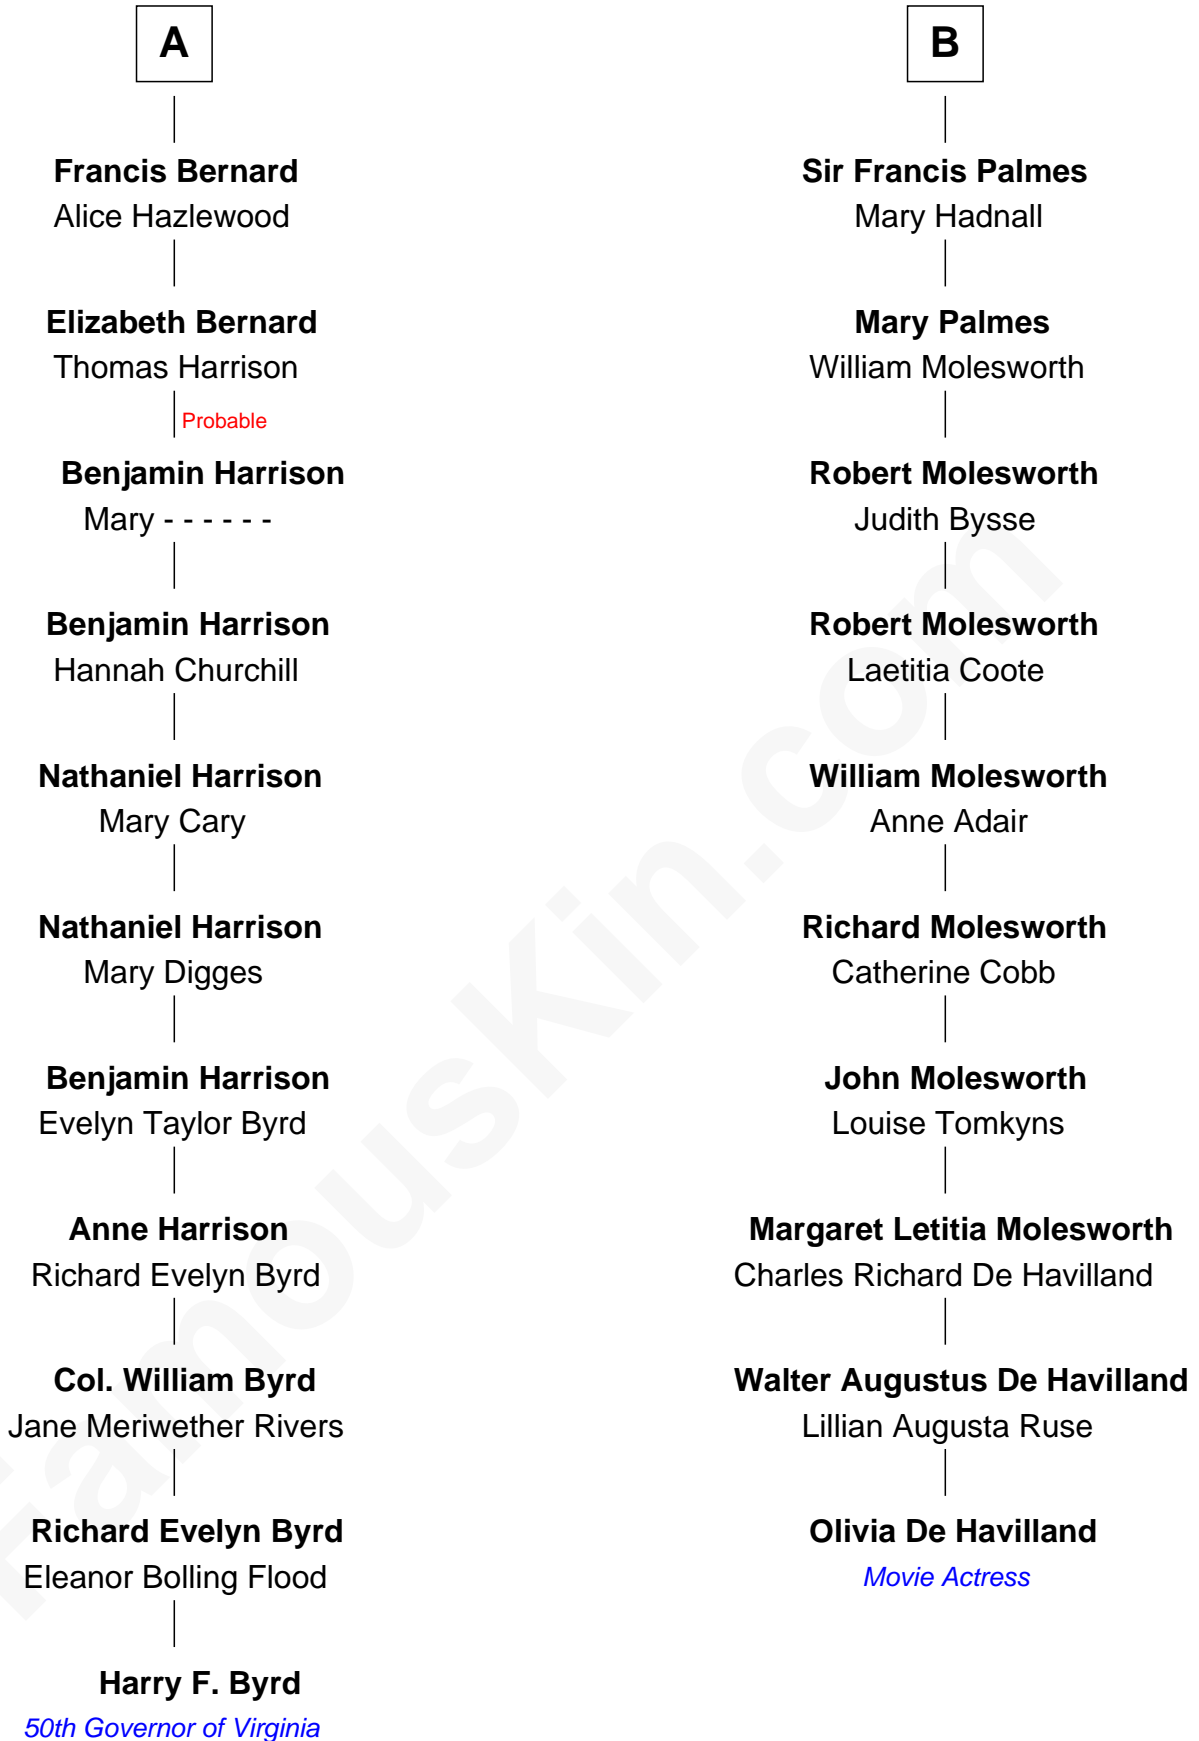 A
Francis Bernard
Alice Hazlewood
Elizabeth Bernard
Thomas Harrison
Probable
Benjamin Harrison
Mary - - - - - -
Benjamin Harrison
Hannah Churchill
Nathaniel Harrison
Mary Cary
Nathaniel Harrison
Mary Digges
Benjamin Harrison
Evelyn Taylor Byrd
Anne Harrison
Richard Evelyn Byrd
Col. William Byrd
Jane Meriwether Rivers
Richard Evelyn Byrd
Eleanor Bolling Flood
Harry F. Byrd
50th Governor of Virginia
B
Sir Francis Palmes
Mary Hadnall
Mary Palmes
William Molesworth
Robert Molesworth
Judith Bysse
Robert Molesworth
Laetitia Coote
William Molesworth
Anne Adair
Richard Molesworth
Catherine Cobb
John Molesworth
Louise Tomkyns
Margaret Letitia Molesworth
Charles Richard De Havilland
Walter Augustus De Havilland
Lillian Augusta Ruse
Olivia De Havilland
Movie Actress
FamousKin.com